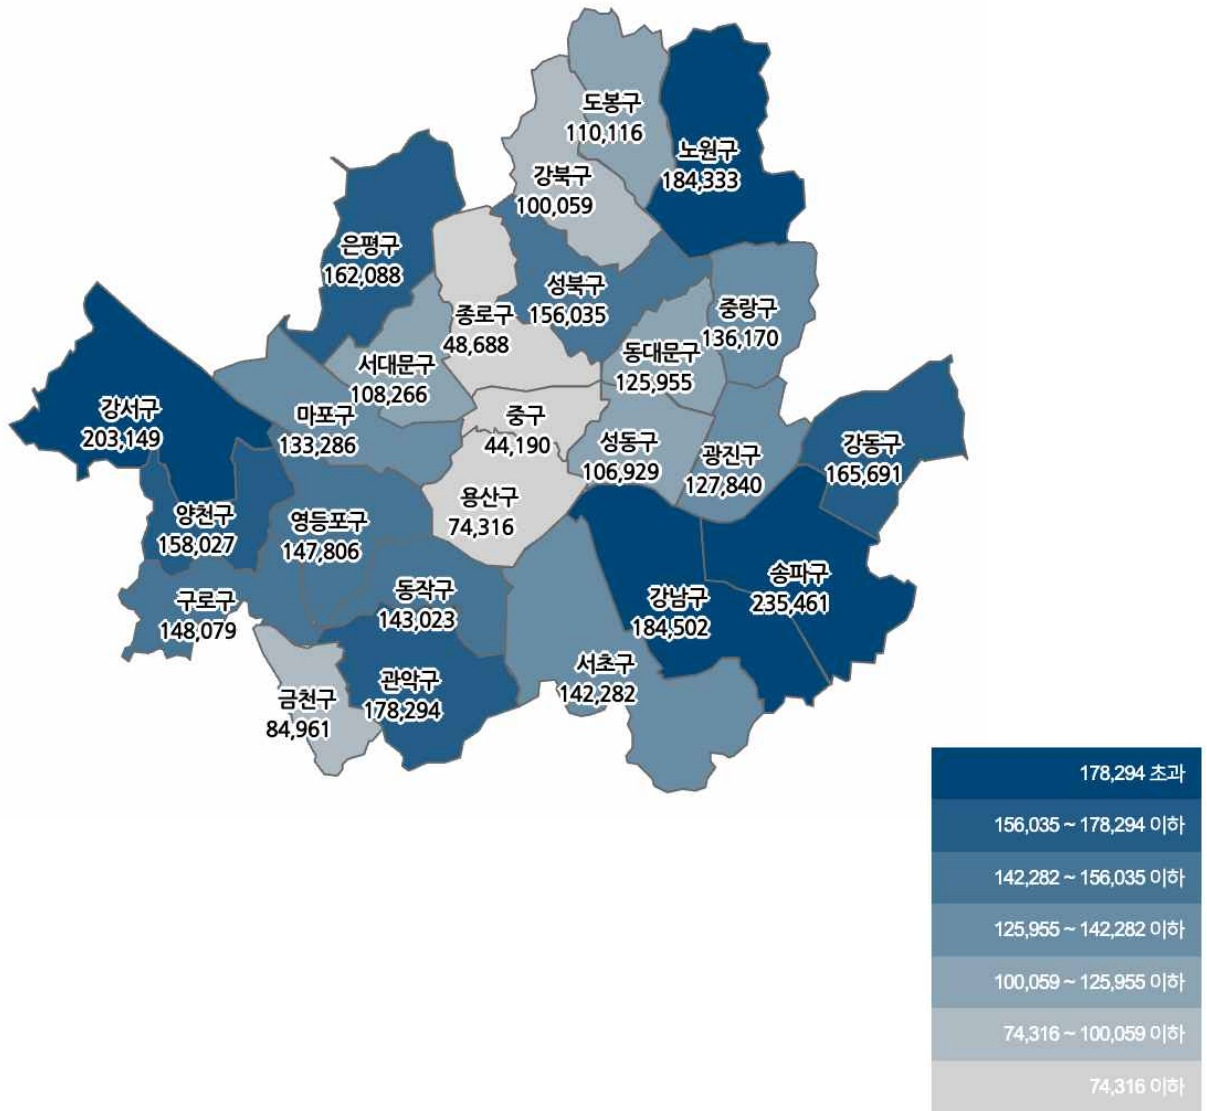 도봉구
110,116
노원구
184,333
강북구
100,059
은평구
162,088
성북구
156,035
종로구
48,688
중랑구
136,170
동대문구
125,955
서대문구
108,266
강서구
203,149
마포구
133,286
중구
44,190
성동구
106,929
광진구
127,840
강동구
165,691
양천구
158,027
영등포구
147,806
용산구
74,316
구로구
148,079
동작구
143,023
강남구
184,502
송파구
235,461
금천구
84,961
관악구
178,294
서초구
142,282
178,294 초과
156,035 ~ 178,294 이하
142,282 ~ 156,035 이하
125,955 ~ 142,282 이하
100,059 ~ 125,955 이하
74,316 ~ 100,059 이하
74,316 이하